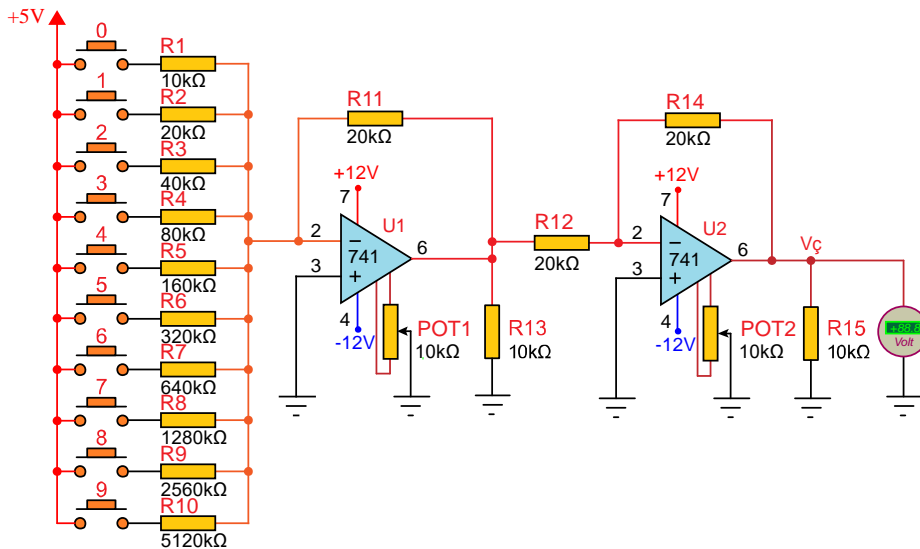 +5V
0
R1
10kΩ
1
R2
20kΩ
2
R3
40kΩ
3
R4
80kΩ
4
R5
160kΩ
5
R6
320kΩ
6
R7
640kΩ
7
R8
1280kΩ
8
R9
2560kΩ
9
R10
5120kΩ
R11
20kΩ
+12V
7
U1
2
−
741
6
3
+
4
-12V
POT1
10kΩ
R12
20kΩ
R13
10kΩ
R14
20kΩ
+12V
7
U2
2
−
741
6
3
+
4
-12V
POT2
10kΩ
Vç
R15
10kΩ
+88.8
Volt